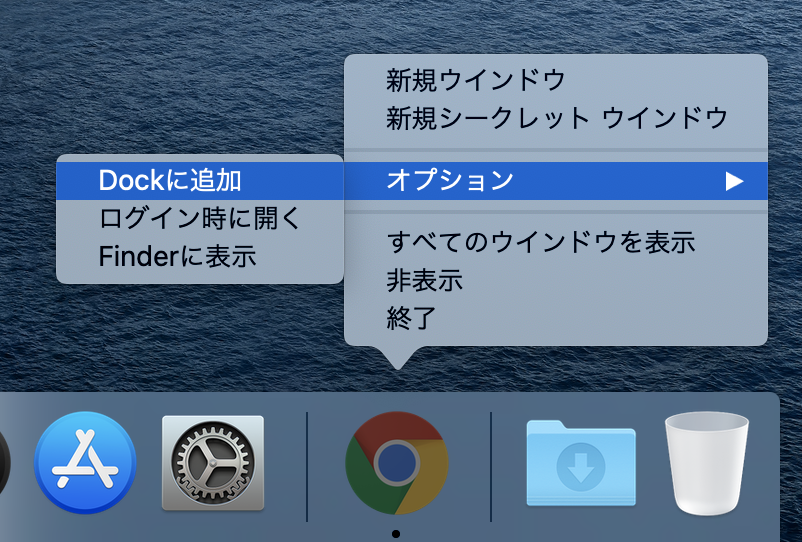 新規ウインドウ
新規シークレット ウインドウ
オプション
Dockに追加
ログイン時に開く
Finderに表示
すべてのウインドウを表示
非表示
終了